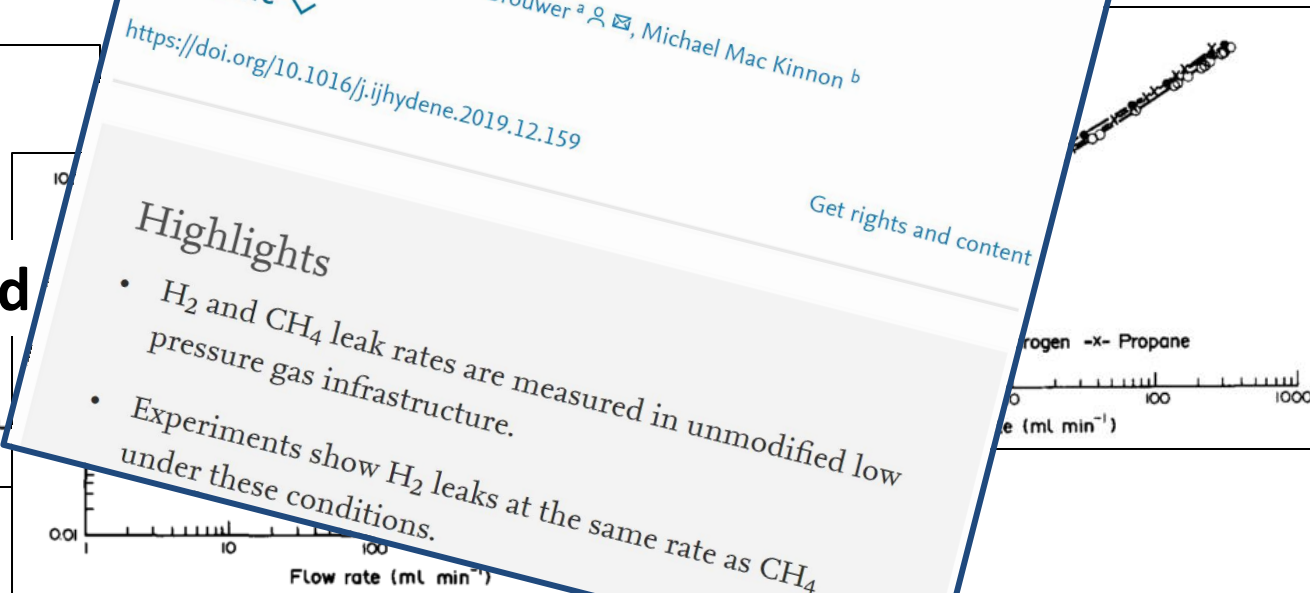 , Michael Mac Kinnon b
https://doi.org/10.1016/j.ijhydene.2019.12.159
Get rights and content
Highlights
• H2 and CH4 leak rates are measured in unmodified low
pressure gas infrastructure.
• Experiments show H2 leaks at the same rate as CH4
under these conditions.
d
10
0.01
1 10 100
Flow rate (ml min⁻¹)
-x- Propane
100 1000
(ml min⁻¹)